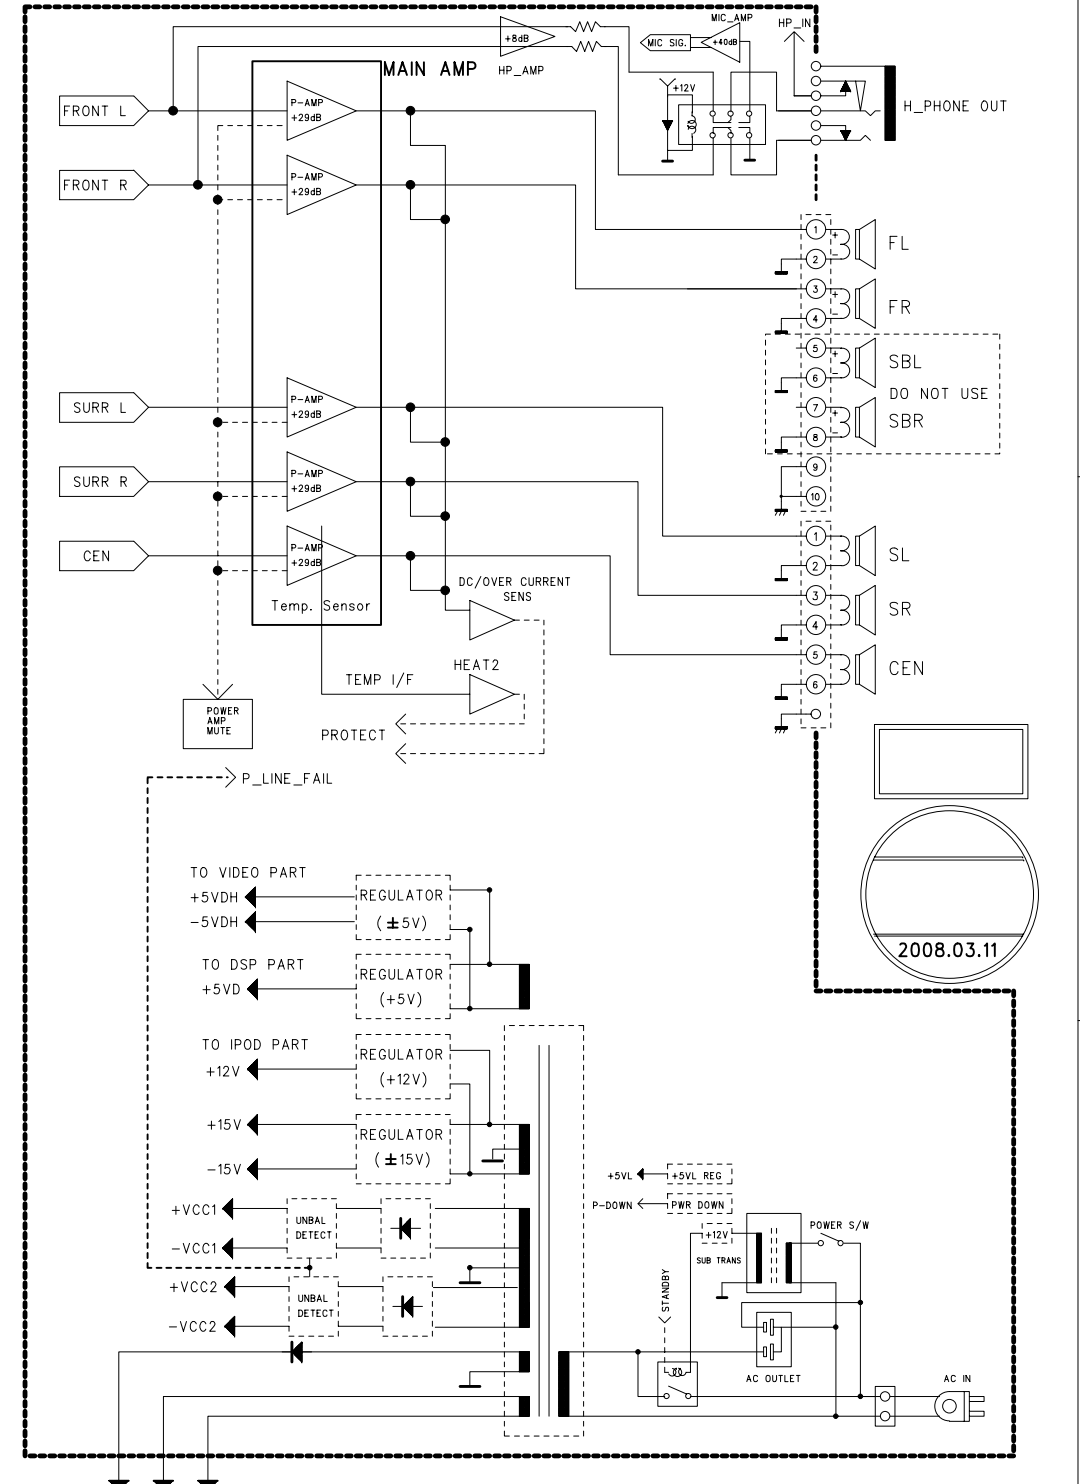 MIC_AMP
HP_IN
+8dB
MIC SIG.
+40dB
MAIN AMP
HP_AMP
+12V
FRONT L
P-AMP
+29dB
H_PHONE OUT
FRONT R
P-AMP
+29dB
1
+
FL
2
-
3
+
FR
4
-
5
+
SBL
6
-
DO NOT USE
7
+
SBR
8
-
SURR L
P-AMP
+29dB
9
SURR R
P-AMP
+29dB
10
CEN
P-AMP
+29dB
1
SL
2
DC/OVER CURRENT
SENS
Temp. Sensor
3
SR
4
HEAT2
5
CEN
TEMP I/F
6
POWER
AMP
MUTE
PROTECT
P_LINE_FAIL
TO VIDEO PART
+5VDH
REGULATOR
-5VDH
(±5V)
2008.03.11
TO DSP PART
REGULATOR
+5VD
(+5V)
TO IPOD PART
REGULATOR
+12V
(+12V)
+15V
REGULATOR
-15V
(±15V)
+5VL
+5VL REG
+VCC1
P-DOWN
PWR DOWN
UNBAL
DETECT
POWER S/W
+12V
-VCC1
SUB TRANS
+VCC2
STANDBY
UNBAL
DETECT
-VCC2
AC OUTLET
AC IN